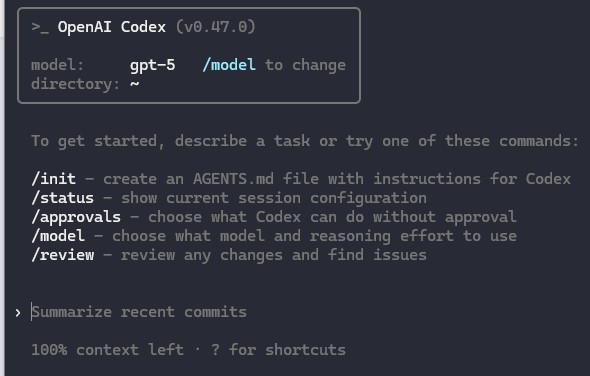 >_ OpenAI Codex (v0.47.0)
model: gpt-5 /model to change
directory: ~
To get started, describe a task or try one of these commands:
/init - create an AGENTS.md file with instructions for Codex
/status - show current session configuration
/approvals - choose what Codex can do without approval
/model - choose what model and reasoning effort to use
/review - review any changes and find issues
› Summarize recent commits
100% context left · ? for shortcuts